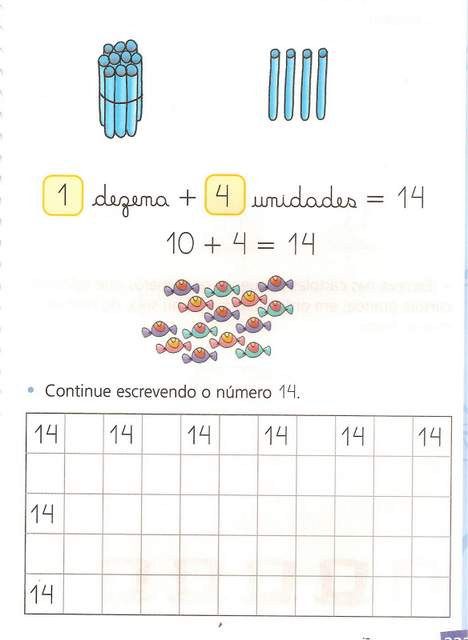 1 dezena + 4 unidades = 14
10 + 4 = 14
• Continue escrevendo o número 14.
14 14 14 14 14 14
14
14